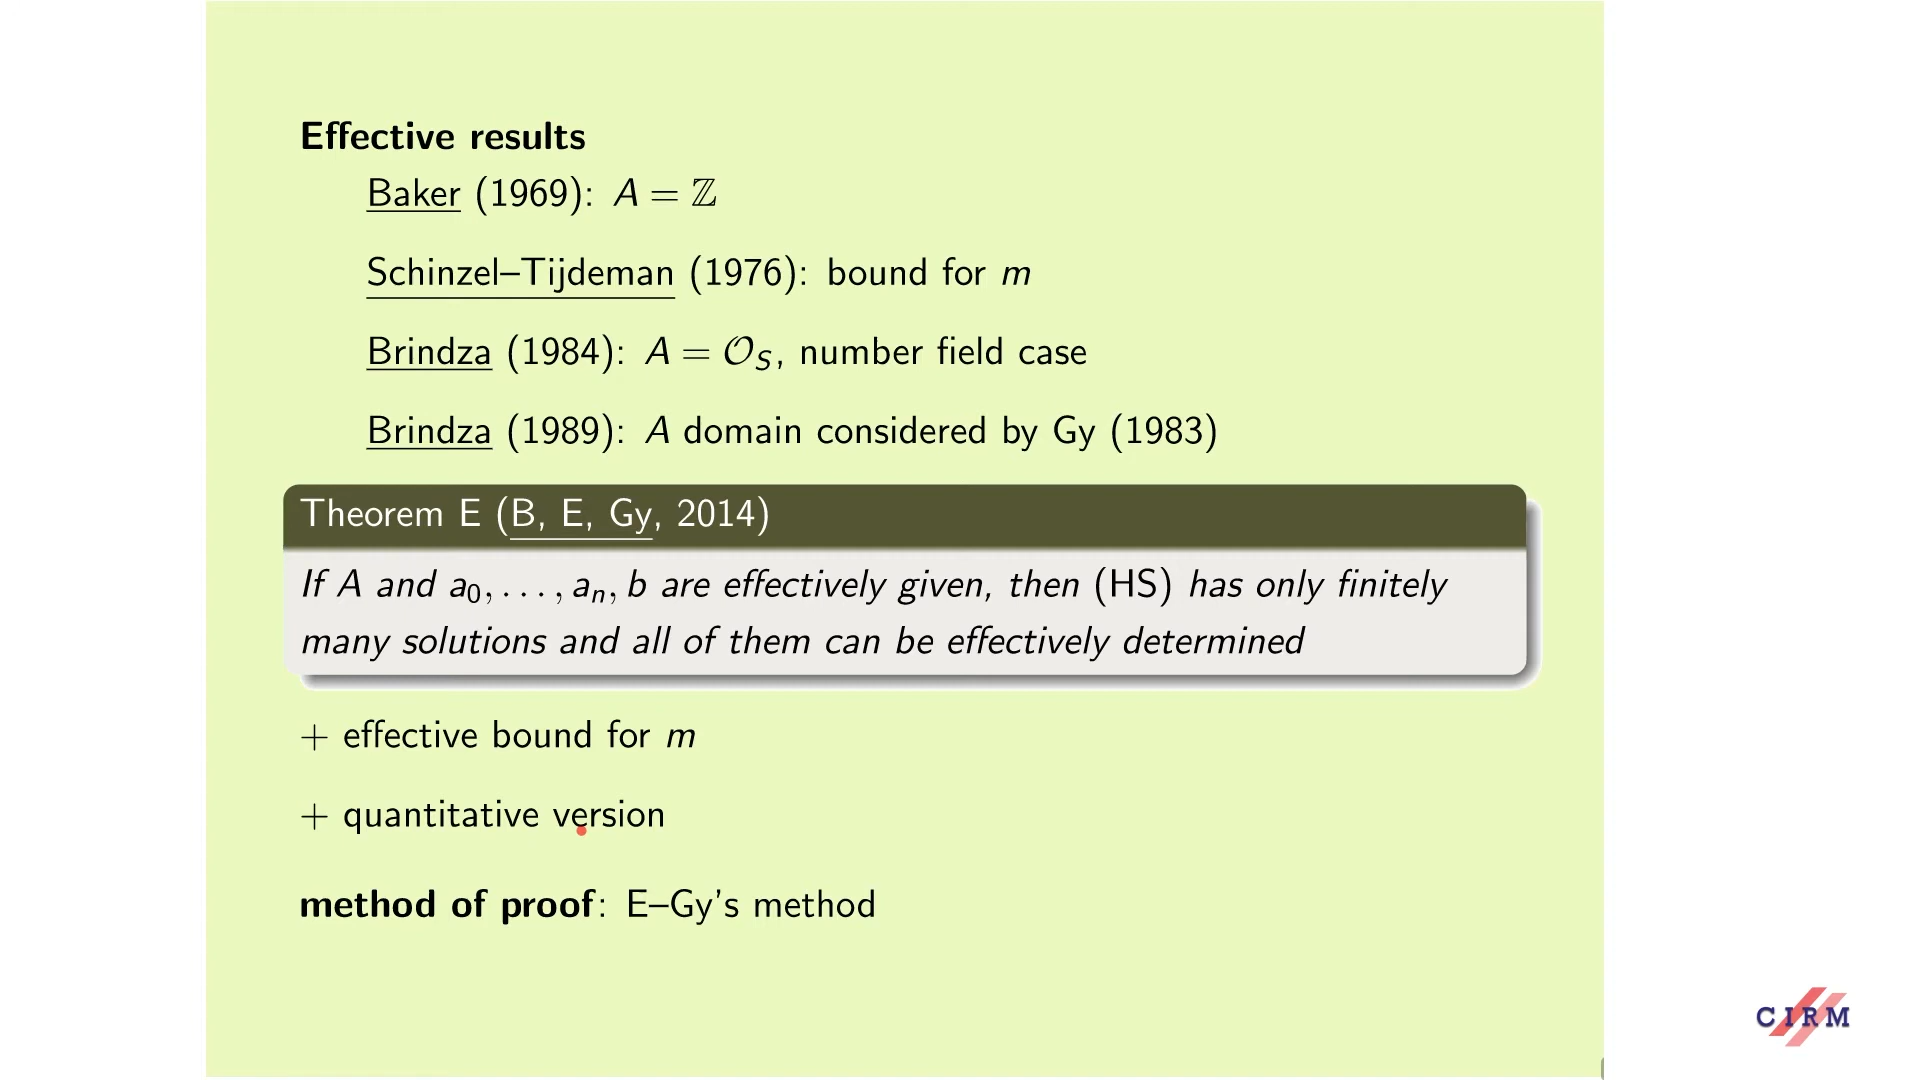 Effective results
Baker (1969): A = ℤ
Schinzel–Tijdeman (1976): bound for m
Brindza (1984): A = 𝒪_S, number field case
Brindza (1989): A domain considered by Gy (1983)
Theorem E (B, E, Gy, 2014)
If A and a₀, . . . , aₙ, b are effectively given, then (HS) has only finitely
many solutions and all of them can be effectively determined
+ effective bound for m
+ quantitative version
method of proof: E–Gy's method
CIRM